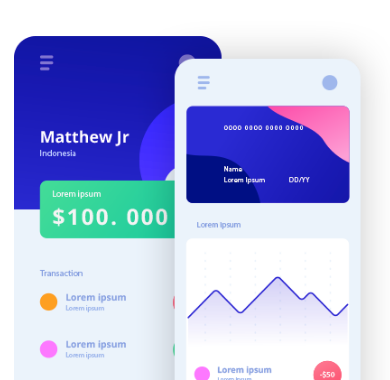 Matthew Jr
Indonesia
Lorem ipsum
$100. 000
Transaction
Lorem ipsum
Lorem ipsum
Lorem ipsum
Lorem ipsum
0000 0000 0000 0000
Name
Lorem Ipsum DD/YY
Lorem Ipsum
Lorem ipsum
Lorem ipsum
-$50